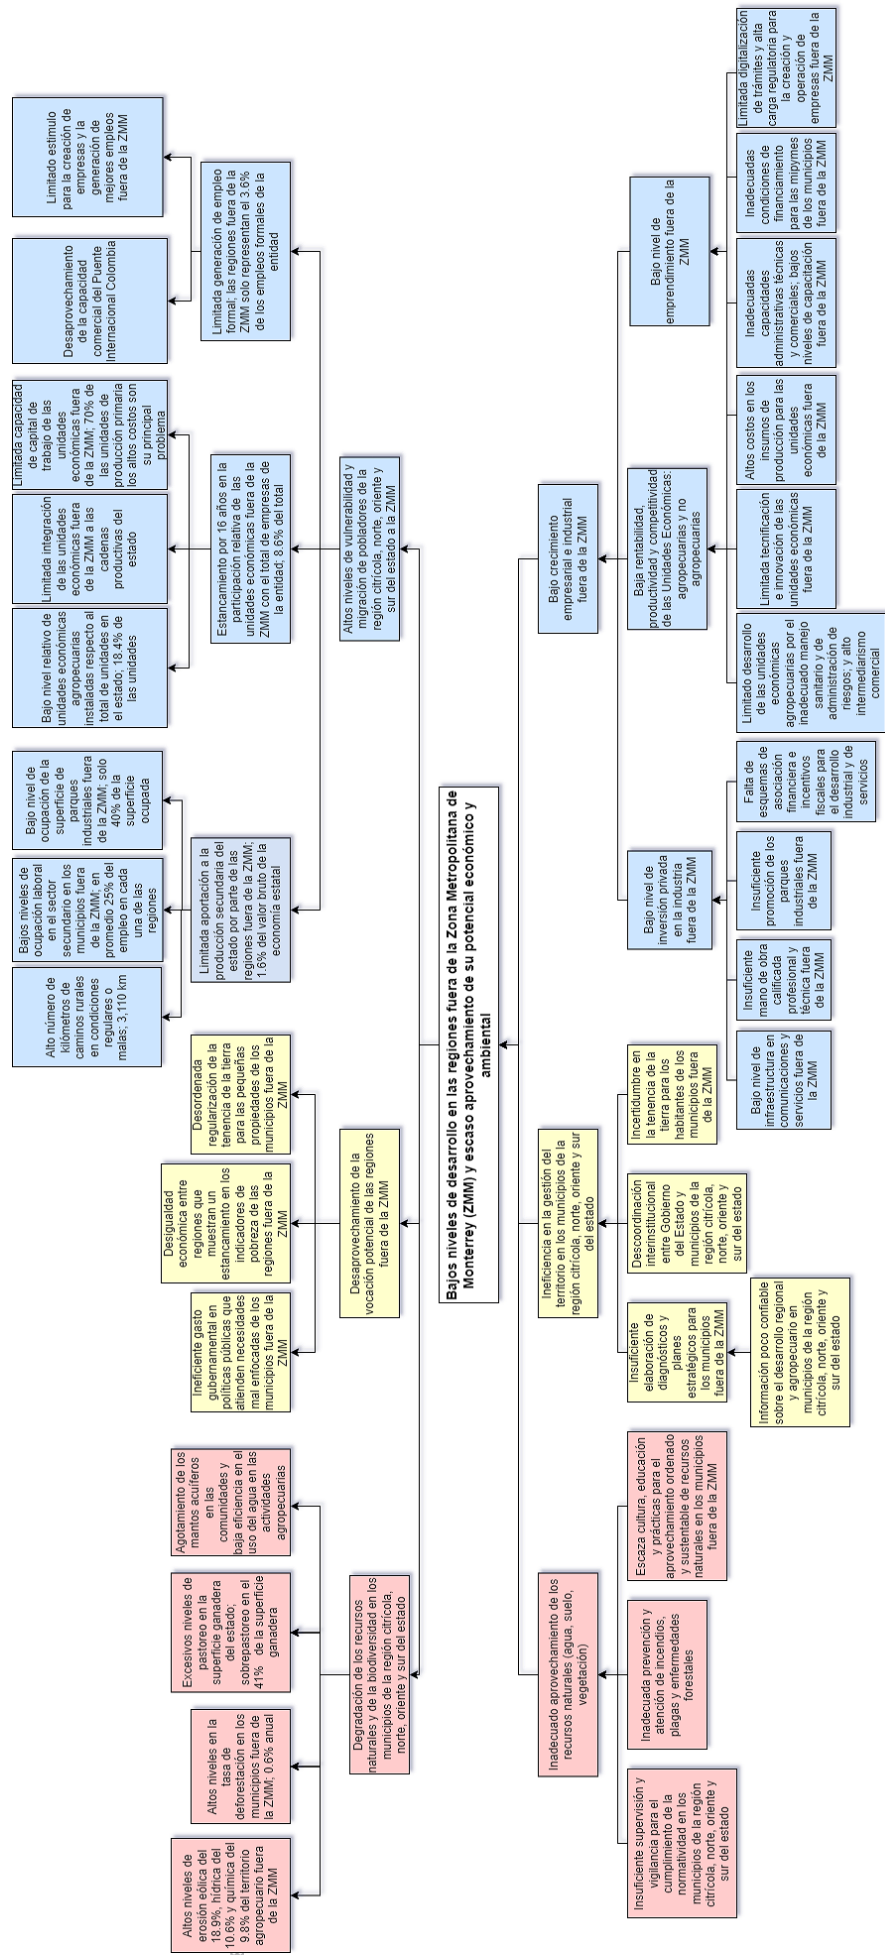 Altos niveles de
erosión eólica del
18.9%, hídrica del
10.6% y química del
9.8% del territorio
agropecuario fuera
de la ZMM
Altos niveles en la
tasa de
deforestación en los
municipios fuera de
la ZMM; 0.6% anual
Excesivos niveles de
pastoreo en la
superficie ganadera
del estado;
sobrepastoreo en el
41% de la superficie
ganadera
Agotamiento de los
mantos acuíferos
en las
comunidades y
baja eficiencia en el
uso del agua en las
actividades
agropecuarias
Ineficiente gasto
gubernamental en
políticas públicas que
atienden necesidades
mal enfocadas de los
municipios fuera de la
ZMM
Desigualdad
económica entre
regiones que
muestran un
estancamiento en los
indicadores de
pobreza de las
regiones fuera de la
ZMM
Desordenada
regularización de la
tenencia de la tierra
para las pequeñas
propiedades de los
municipios fuera de la
ZMM
Alto número de
kilómetros de
caminos rurales
en condiciones
regulares o
malas; 3,110 km
Bajos niveles de
ocupación laboral
en el sector
secundario en los
municipios fuera
de la ZMM; en
promedio 25% del
empleo en cada
una de las
regiones
Bajo nivel de
ocupación de la
superficie de
parques
industriales fuera
de la ZMM; solo
40% de la
superficie
ocupada
Bajo nivel relativo de
unidades económicas
agropecuarias
instaladas respecto al
total de unidades en
el estado; 18.4% de
las unidades
Limitada integración
de las unidades
económicas fuera
de la ZMM a las
cadenas
productivas del
estado
Limitada capacidad
de capital de
trabajo de las
unidades
económicas fuera
de la ZMM; 70% de
las unidades de
producción primaria
los altos costos son
su principal
problema
Desaprovechamiento
de la capacidad
comercial del Puente
Internacional Colombia
Limitado estimulo
para la creación de
empresas y la
generación de
mejores empleos
fuera de la ZMM
Limitada aportación a la
producción secundaria del
estado por parte de las
regiones fuera de la ZMM;
1.6% del valor bruto de la
economía estatal
Estancamiento por 16 años en la
participación relativa de las
unidades económicas fuera de la
ZMM con el total de empresas de
la entidad; 8.6% del total
Limitada generación de empleo
formal; las regiones fuera de la
ZMM solo representan el 3.6%
de los empleos formales de la
entidad
Degradación de los recursos
naturales y de la biodiversidad en los
municipios de la región citrícola,
norte, oriente y sur del estado
Desaprovechamiento de la
vocación potencial de las regiones
fuera de la ZMM
Altos niveles de vulnerabilidad y
migración de pobladores de la
región citrícola, norte, oriente y
sur del estado a la ZMM
Bajos niveles de desarrollo en las regiones fuera de la Zona Metropolitana de
Monterrey (ZMM) y escaso aprovechamiento de su potencial económico y
ambiental
Inadecuado aprovechamiento de los
recursos naturales (agua, suelo,
vegetación)
Ineficiencia en la gestión del
territorio en los municipios de la
región citrícola, norte, oriente y sur
del estado
Bajo crecimiento
empresarial e industrial
fuera de la ZMM
Insuficiente supervisión y
vigilancia para el
cumplimiento de la
normatividad en los
municipios de la región
citrícola, norte, oriente y
sur del estado
Inadecuada prevención y
atención de incendios,
plagas y enfermedades
forestales
Escaza cultura, educación
y prácticas para el
aprovechamiento ordenado
y sustentable de recursos
naturales en los municipios
fuera de la ZMM
Insuficiente
elaboración de
diagnósticos y
planes
estratégicos para
los municipios
fuera de la ZMM
Descoordinación
interinstitucional
entre Gobierno
del Estado y
municipios de la
región citrícola,
norte, oriente y
sur del estado
Incertidumbre en
la tenencia de la
tierra para los
habitantes de los
municipios fuera
de la ZMM
Bajo nivel de
inversión privada
en la industria
fuera de la ZMM
Baja rentabilidad,
productividad y competitividad
de las Unidades Económicas:
agropecuarias y no
agropecuarias
Bajo nivel de
emprendimiento fuera de la
ZMM
Información poco confiable
sobre el desarrollo regional
y agropecuario en
municipios de la región
citrícola, norte, oriente y
sur del estado
Bajo nivel de
infraestructura en
comunicaciones y
servicios fuera de
la ZMM
Insuficiente
mano de obra
calificada
profesional y
técnica fuera
de la ZMM
Insuficiente
promoción de los
parques
industriales fuera
de la ZMM
Falta de
esquemas de
asociación
financiera e
incentivos
fiscales para
el desarrollo
industrial y de
servicios
Limitado desarrollo
de las unidades
económicas
agropecuarias por el
inadecuado manejo
sanitario y de
administración de
riesgos; y alto
intermediarismo
comercial
Limitada tecnificación
e innovación de las
unidades económicas
fuera de la ZMM
Altos costos en los
insumos de
producción para las
unidades
económicas fuera
de la ZMM
Inadecuadas
capacidades
administrativas técnicas
y comerciales; bajos
niveles de capacitación
fuera de la ZMM
Inadecuadas
condiciones de
financiamiento
para las mipymes
de los municipios
fuera de la ZMM
Limitada digitalización
de trámites y alta
carga regulatoria para
la creación y
operación de
empresas fuera de la
ZMM